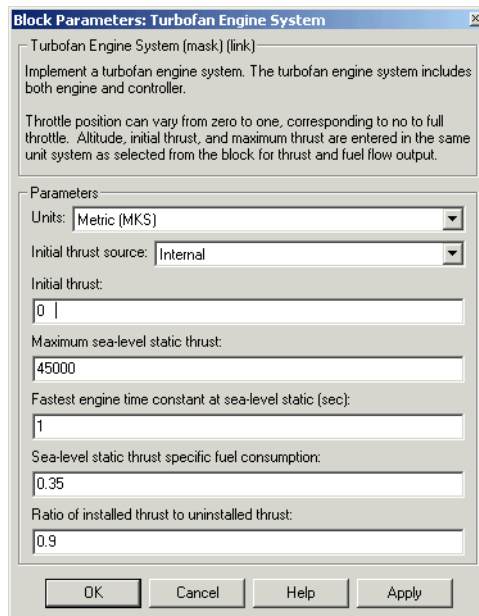 Block Parameters: Turbofan Engine System
Turbofan Engine System (mask) (link)
Implement a turbofan engine system. The turbofan engine system includes
both engine and controller.
Throttle position can vary from zero to one, corresponding to no to full
throttle. Altitude, initial thrust, and maximum thrust are entered in the same
unit system as selected from the block for thrust and fuel flow output.
Parameters
Units: Metric (MKS)
Initial thrust source: Internal
Initial thrust:
0
Maximum sea-level static thrust:
45000
Fastest engine time constant at sea-level static (sec):
1
Sea-level static thrust specific fuel consumption:
0.35
Ratio of installed thrust to uninstalled thrust:
0.9
OK Cancel Help Apply